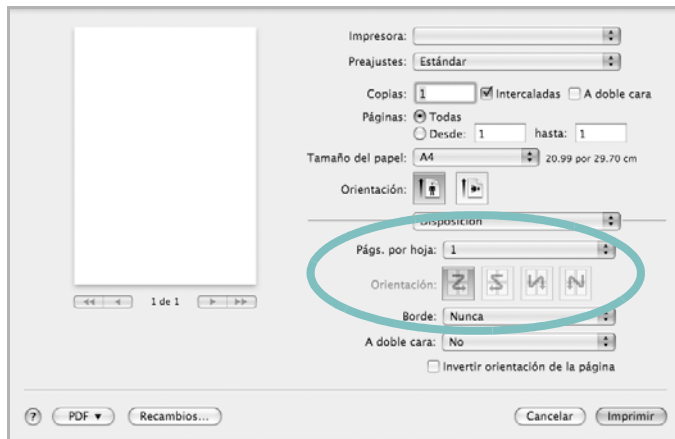 Impresora:
Preajustes: Estándar
Copias: 1 Intercaladas A doble cara
Páginas: Todas
Desde: 1 hasta: 1
Tamaño del papel: A4 20.99 por 29.70 cm
Orientación:
Disposición
Págs. por hoja: 1
Orientación:
1 de 1
Borde: Nunca
A doble cara: No
Invertir orientación de la página
? PDF Recambios... Cancelar Imprimir